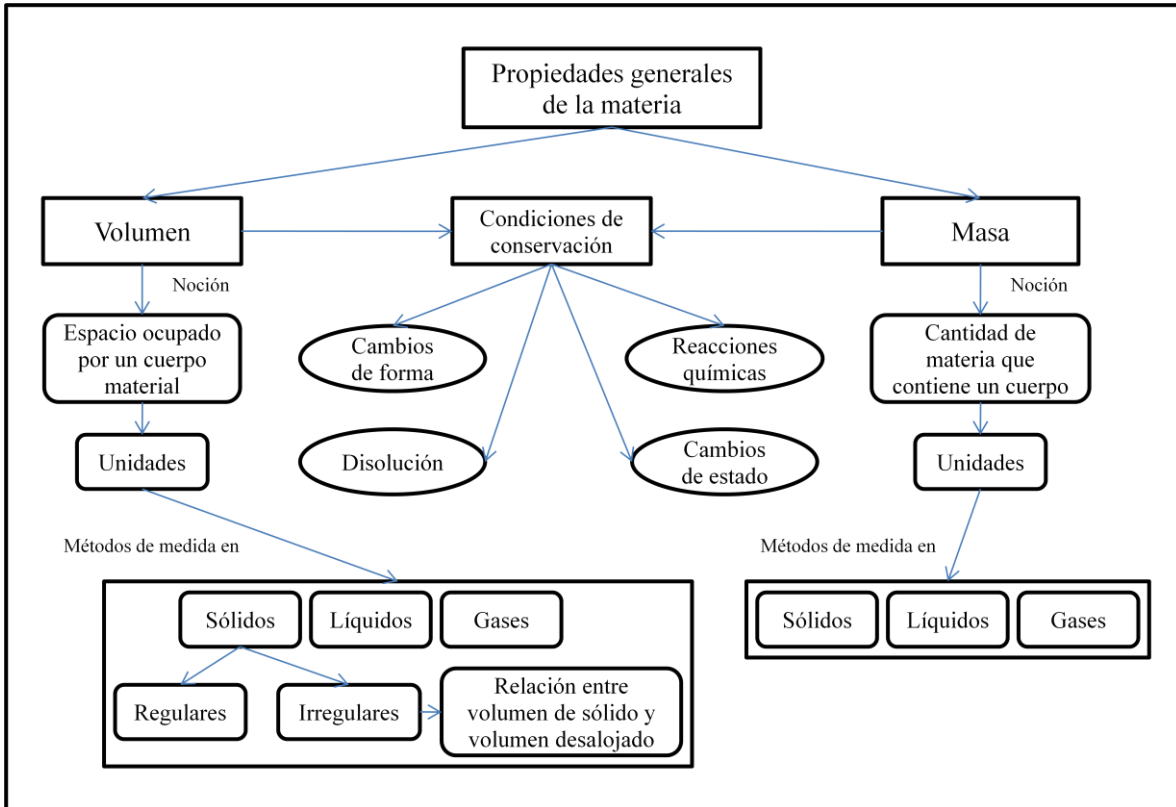 Propiedades generales
de la materia
Volumen
Condiciones de
conservación
Masa
Noción
Noción
Espacio ocupado
por un cuerpo
material
Cambios
de forma
Reacciones
químicas
Cantidad de
materia que
contiene un cuerpo
Unidades
Disolución
Cambios
de estado
Unidades
Métodos de medida en
Métodos de medida en
Sólidos
Líquidos
Gases
Sólidos
Líquidos
Gases
Regulares
Irregulares
Relación entre
volumen de sólido y
volumen desalojado